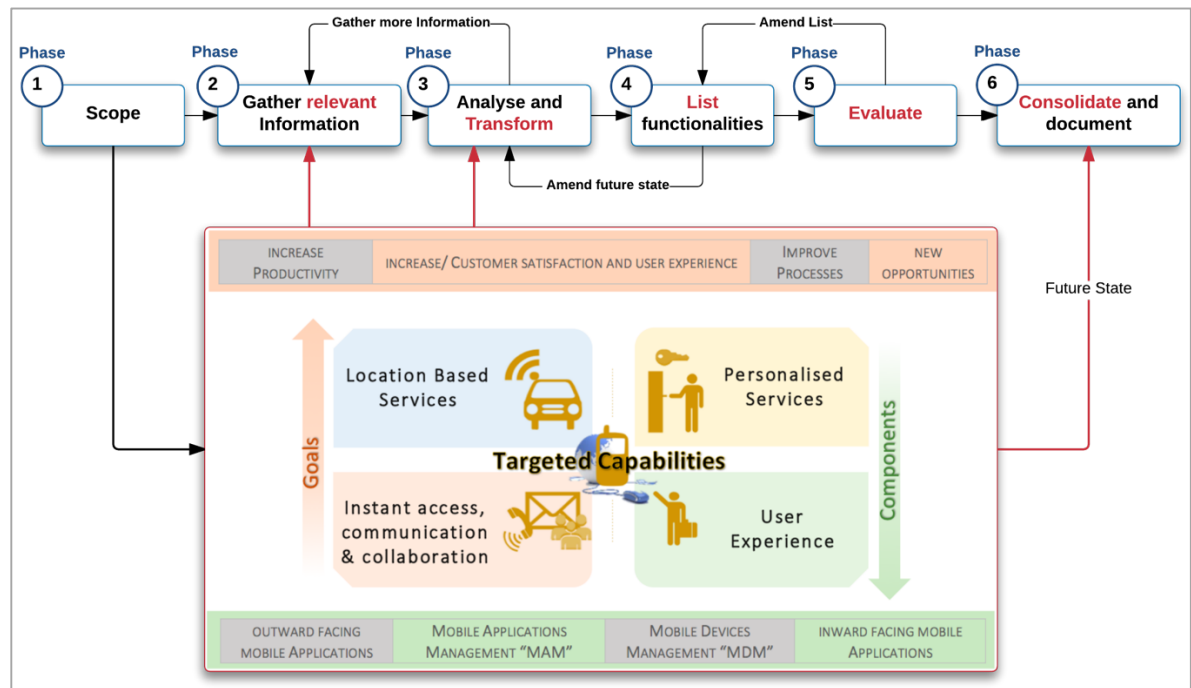 Gather more Information
Amend List
Phase
1
Scope
Phase
2
Gather relevant
Information
Phase
3
Analyse and
Transform
Phase
4
List
functionalities
Phase
5
Evaluate
Phase
6
Consolidate and
document
Amend future state
INCREASE
PRODUCTIVITY
INCREASE/ CUSTOMER SATISFACTION AND USER EXPERIENCE
IMPROVE
PROCESSES
NEW
OPPORTUNITIES
Future State
Goals
Location Based
Services
Personalised
Services
Targeted Capabilities
Instant access,
communication
& collaboration
User
Experience
Components
OUTWARD FACING
MOBILE APPLICATIONS
MOBILE APPLICATIONS
MANAGEMENT “MAM”
MOBILE DEVICES
MANAGEMENT “MDM”
INWARD FACING MOBILE
APPLICATIONS